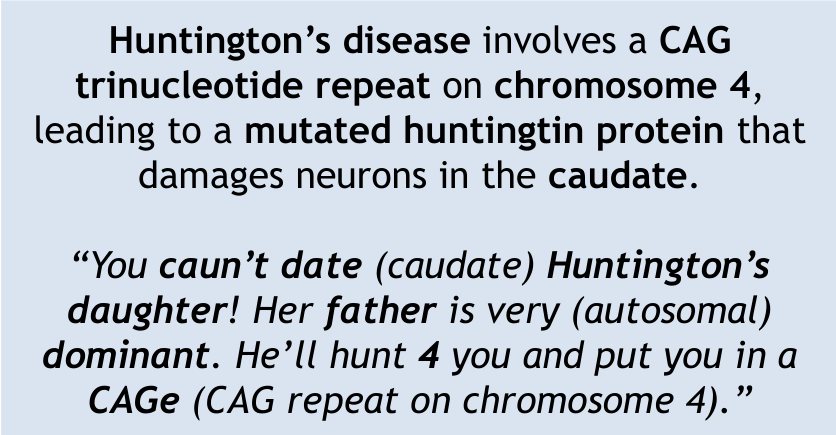 Huntington’s disease involves a CAG
trinucleotide repeat on chromosome 4,
leading to a mutated huntingtin protein that
damages neurons in the caudate.
“You caun’t date (caudate) Huntington’s
daughter! Her father is very (autosomal)
dominant. He’ll hunt 4 you and put you in a
CAGe (CAG repeat on chromosome 4).”